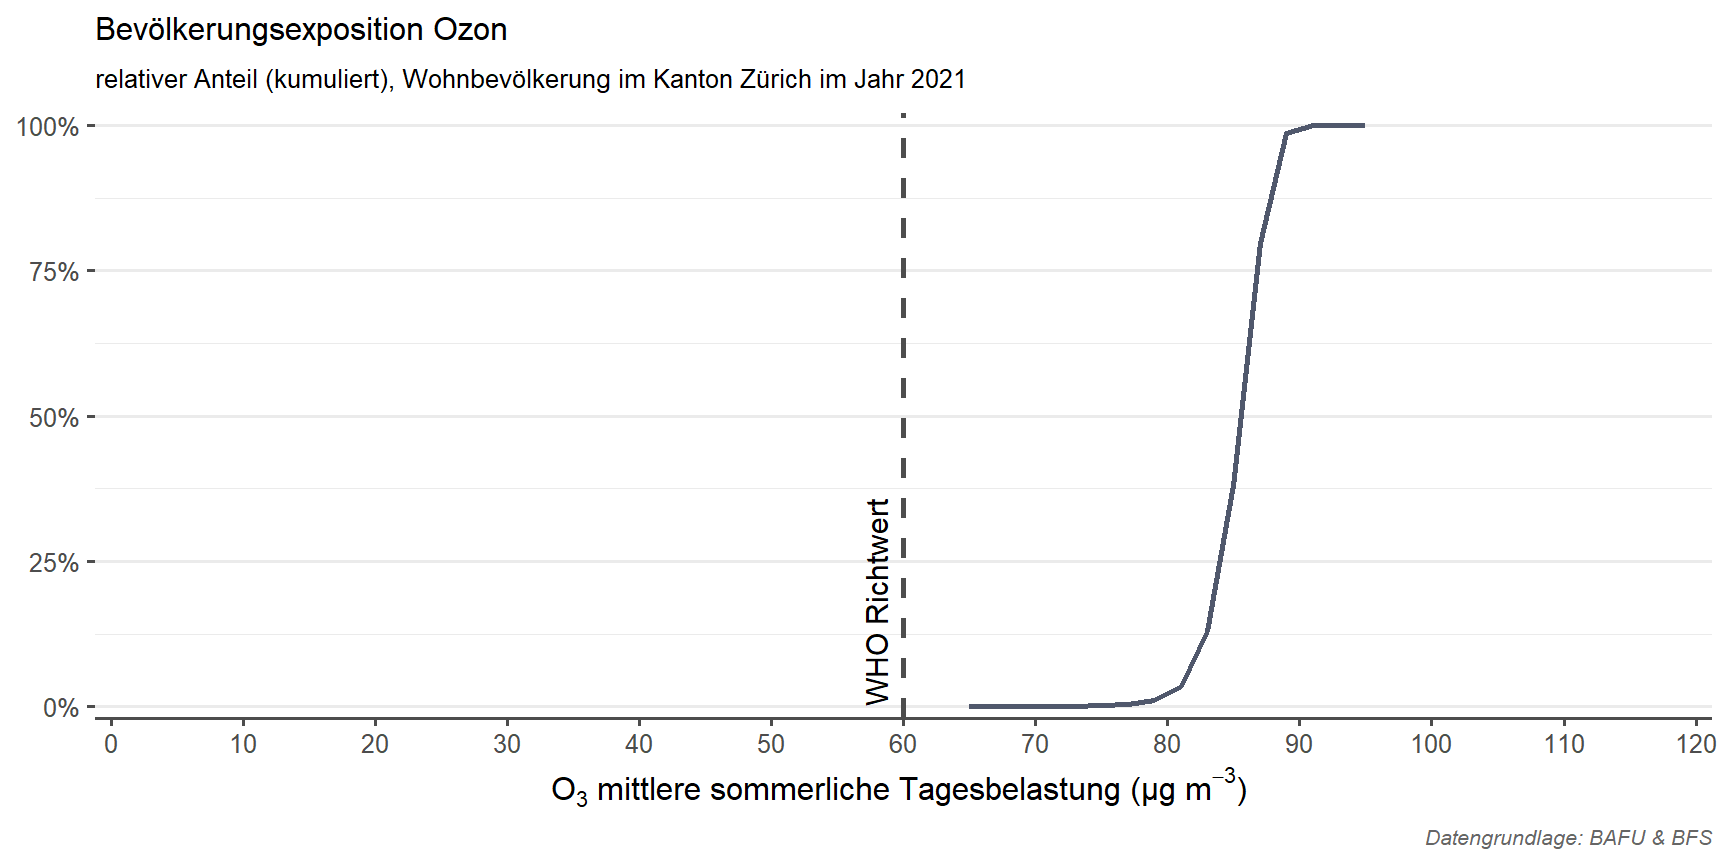 Bevölkerungsexposition Ozon
relativer Anteil (kumuliert), Wohnbevölkerung im Kanton Zürich im Jahr 2021
100%
75%
50%
25%
0%
WHO Richtwert
0 10 20 30 40 50 60 70 80 90 100 110 120
O₃ mittlere sommerliche Tagesbelastung (µg m⁻³)
Datengrundlage: BAFU & BFS